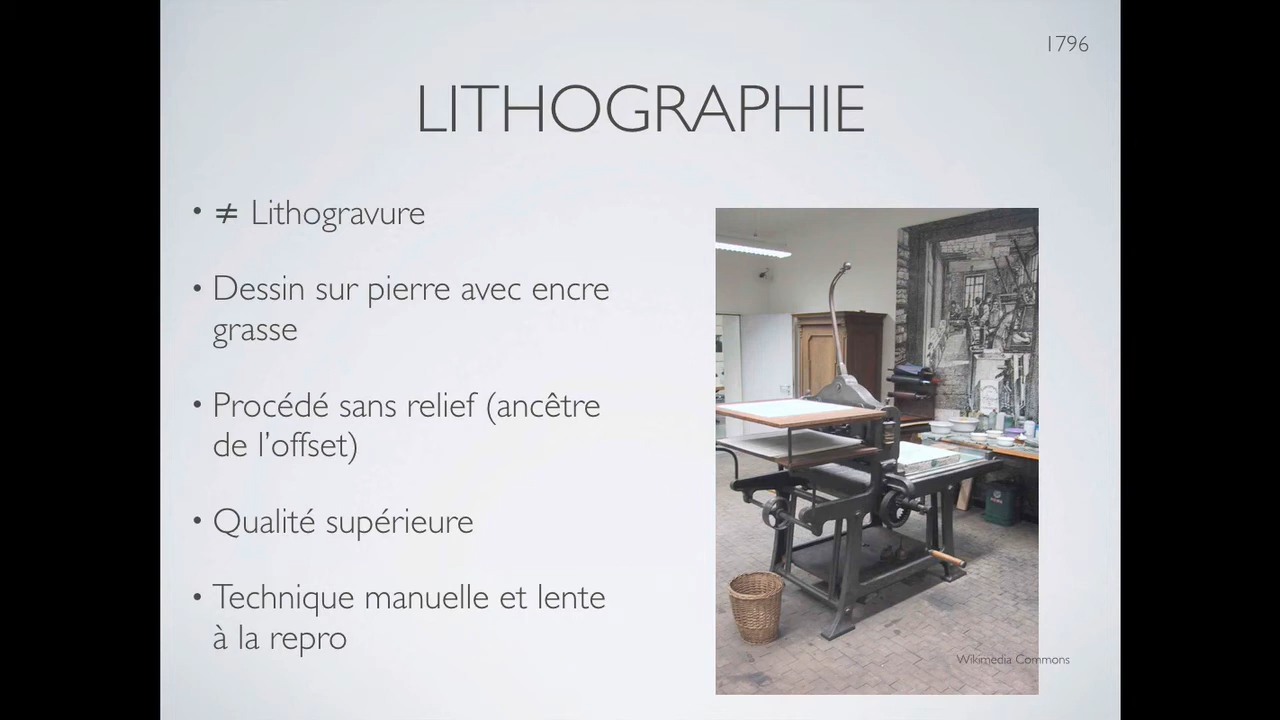 1796
LITHOGRAPHIE
• ≠ Lithogravure
• Dessin sur pierre avec encre
grasse
• Procédé sans relief (ancêtre
de l'offset)
• Qualité supérieure
• Technique manuelle et lente
à la repro
Wikimedia Commons